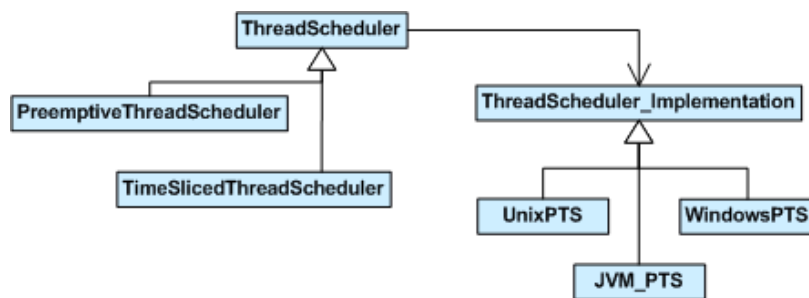 ThreadScheduler
ThreadScheduler_Implementation
PreemptiveThreadScheduler
TimeSlicedThreadScheduler
UnixPTS
WindowsPTS
JVM_PTS